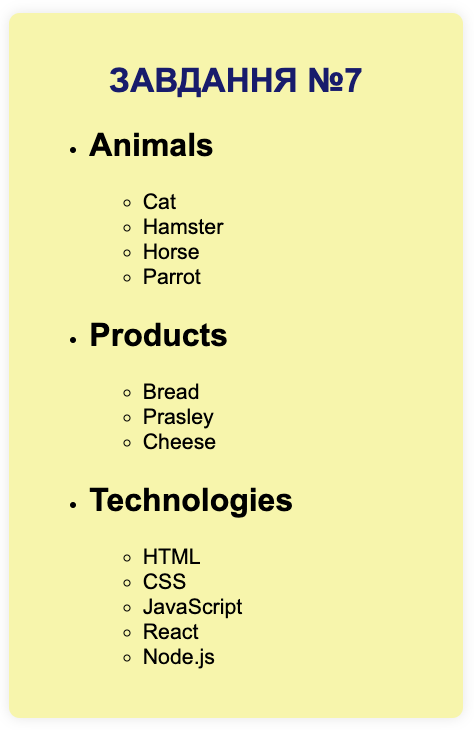 ЗАВДАННЯ №7
Animals
Cat
Hamster
Horse
Parrot
Products
Bread
Prasley
Cheese
Technologies
HTML
CSS
JavaScript
React
Node.js